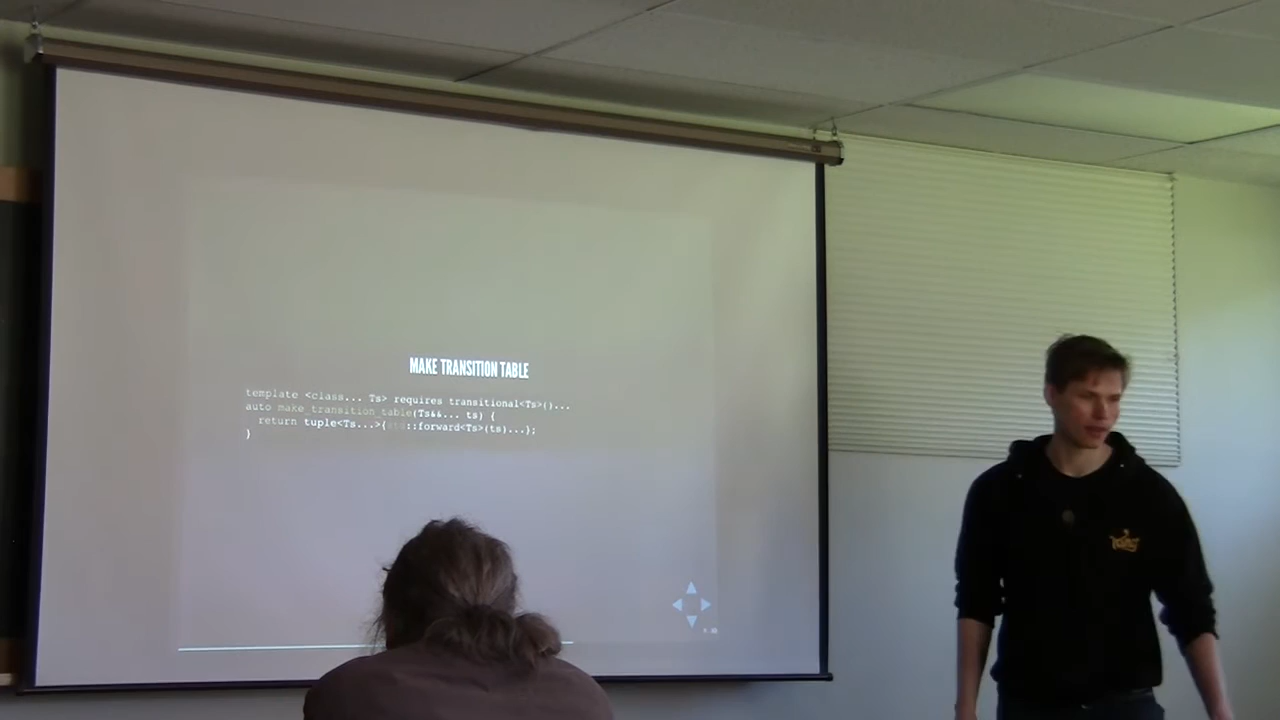 MAKE TRANSITION TABLE
template <class... Ts> requires transitional<Ts>()...
auto make_transition_table(Ts&&... ts) {
return tuple<Ts...>{std::forward<Ts>(ts)...};
}